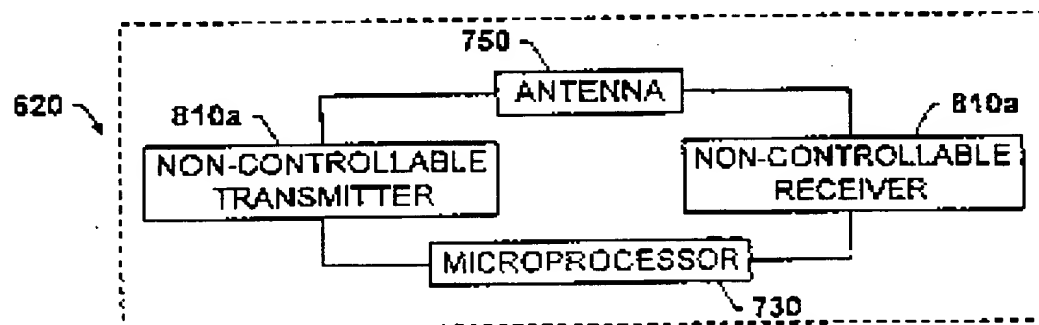 750
ANTENNA
620
810a
810a
NON-CONTROLLABLE
TRANSMITTER
NON-CONTROLLABLE
RECEIVER
MICROPROCESSOR
730